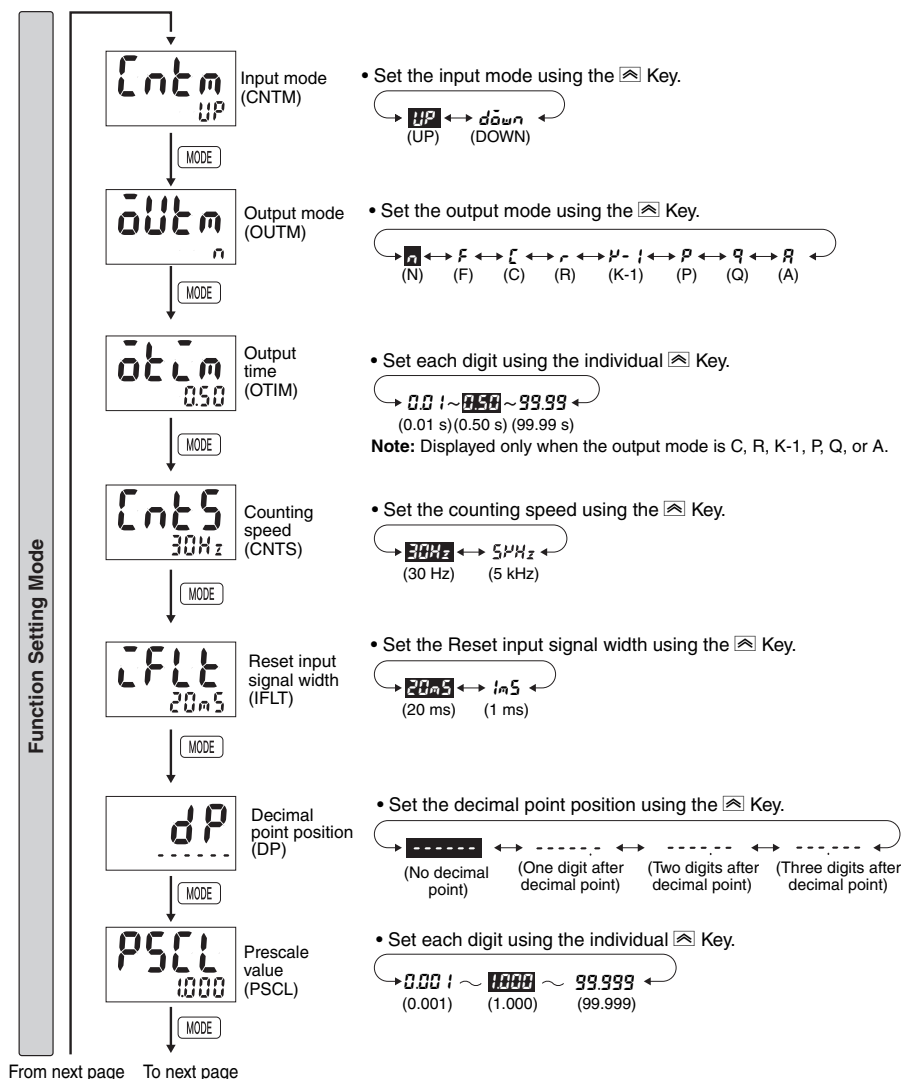 Function Setting Mode
Cntm
UP
Input mode
(CNTM)
• Set the input mode using the Key.
UP down
(UP) (DOWN)
MODE
oUtm
n
Output mode
(OUTM)
• Set the output mode using the Key.
n F C r K-1 P q A
(N) (F) (C) (R) (K-1) (P) (Q) (A)
MODE
otim
0.50
Output
time
(OTIM)
• Set each digit using the individual Key.
0.01~0.50~99.99
(0.01 s) (0.50 s) (99.99 s)
Note: Displayed only when the output mode is C, R, K-1, P, Q, or A.
MODE
CntS
30Hz
Counting
speed
(CNTS)
• Set the counting speed using the Key.
30Hz 5KHz
(30 Hz) (5 kHz)
MODE
iFLt
20mS
Reset input
signal width
(IFLT)
• Set the Reset input signal width using the Key.
20mS 1mS
(20 ms) (1 ms)
MODE
dP
------
Decimal
point position
(DP)
• Set the decimal point position using the Key.
------ -----.- ----.-- ---.---
(No decimal
point)
(One digit after
decimal point)
(Two digits after
decimal point)
(Three digits after
decimal point)
MODE
PSCL
1.000
Prescale
value
(PSCL)
• Set each digit using the individual Key.
0.001 ~ 1.000 ~ 99.999
(0.001) (1.000) (99.999)
MODE
From next page To next page